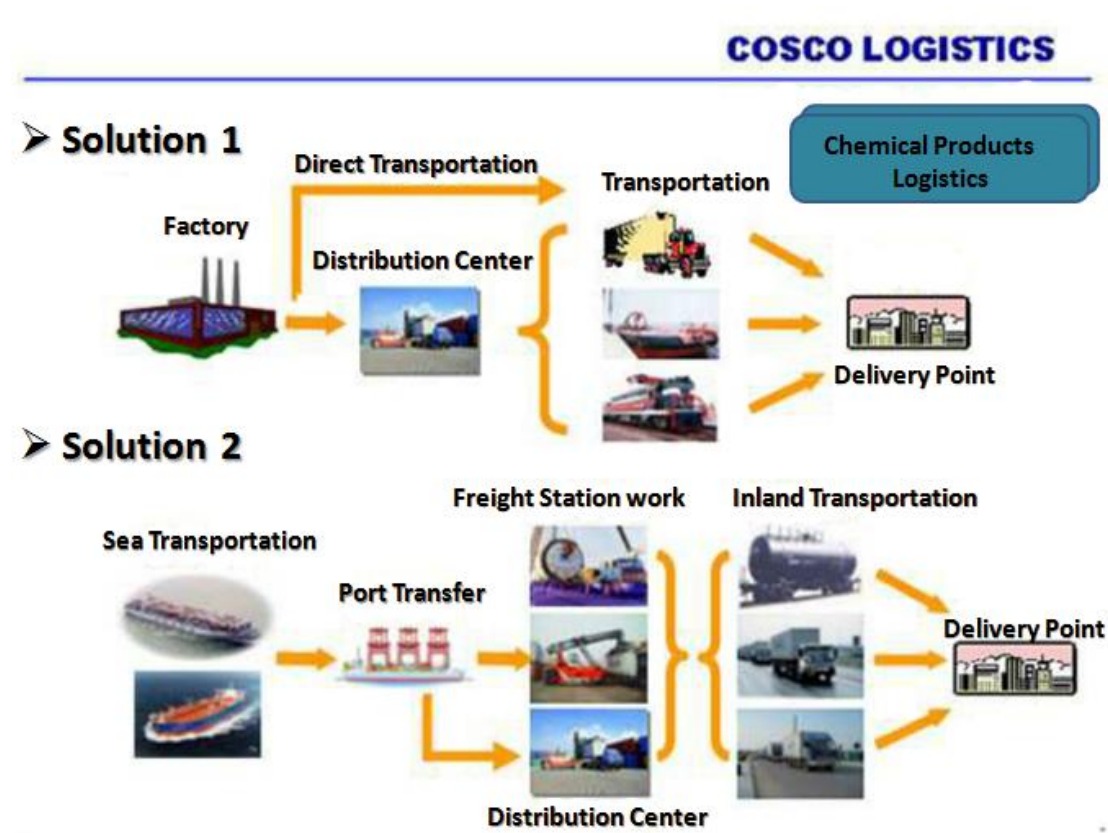 COSCO LOGISTICS
Solution 1
Chemical Products
Logistics
Direct Transportation
Transportation
Factory
Distribution Center
Delivery Point
Solution 2
Freight Station work
Inland Transportation
Sea Transportation
Port Transfer
Delivery Point
Distribution Center